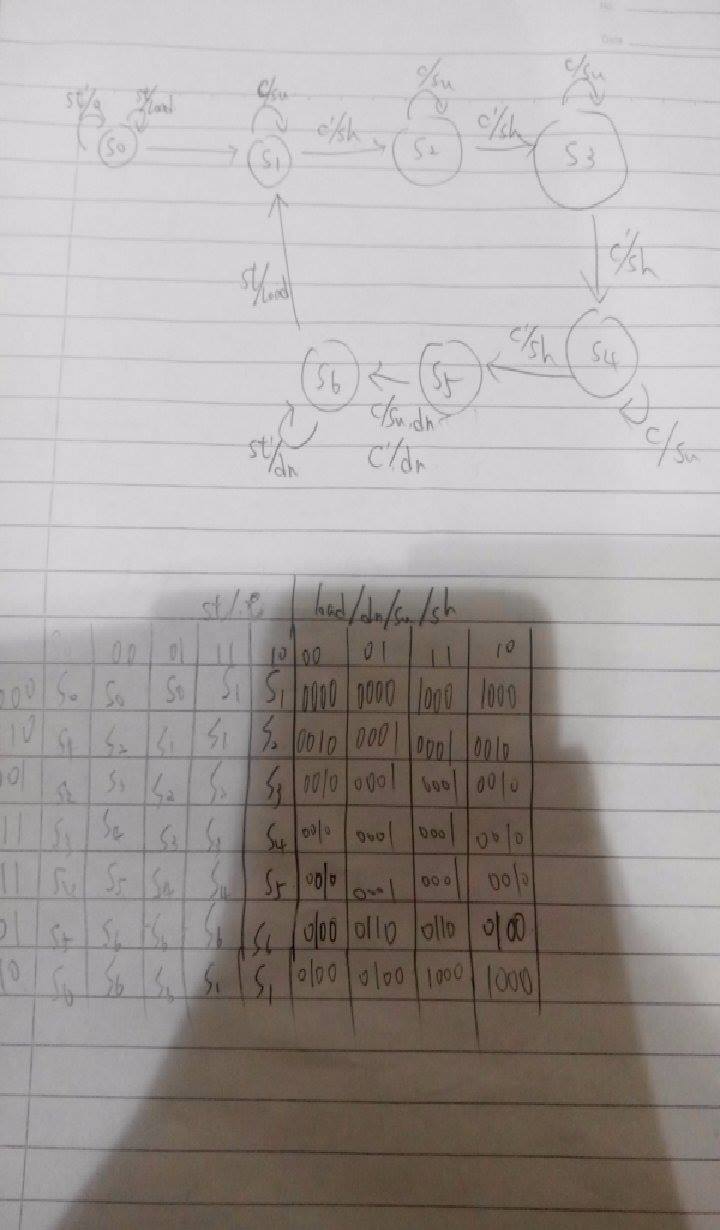 No.
Date
st'/0 st/load c/su c/su c/su
S0 S1 c'/sh S2 c'/sh S3
st/load c'/sh
S6 S5 c'/sh S4
st'/dn c/su.dn c/su
c'/dn
st/c load/dn/su/sh
00 01 11 10 00 01 11 10
000 S0 S0 S0 S1 S1 0000 0000 1000 1000
10 S1 S2 S1 S1 S2 0010 0001 0001 0010
01 S2 S3 S2 S2 S3 0010 0001 0001 0010
11 S3 S4 S3 S3 S4 0010 0001 0001 0010
11 S4 S5 S4 S4 S5 0010 0001 0001 0010
01 S5 S6 S6 S6 S6 0100 0110 0110 0100
10 S6 S6 S6 S1 S1 0100 0100 1000 1000